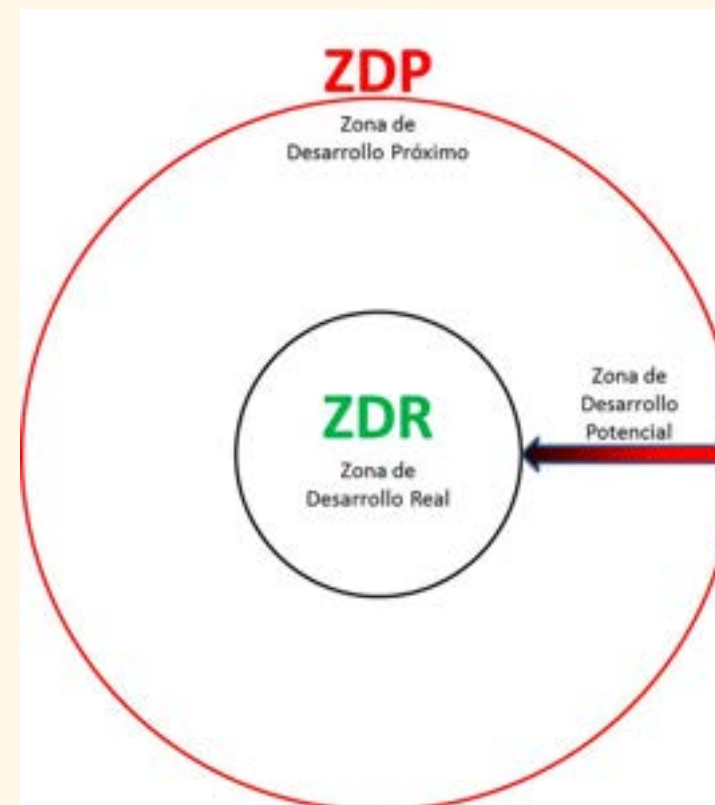 ZDP
Zona de
Desarrollo Próximo
Zona de
Desarrollo
Potencial
ZDR
Zona de
Desarrollo Real